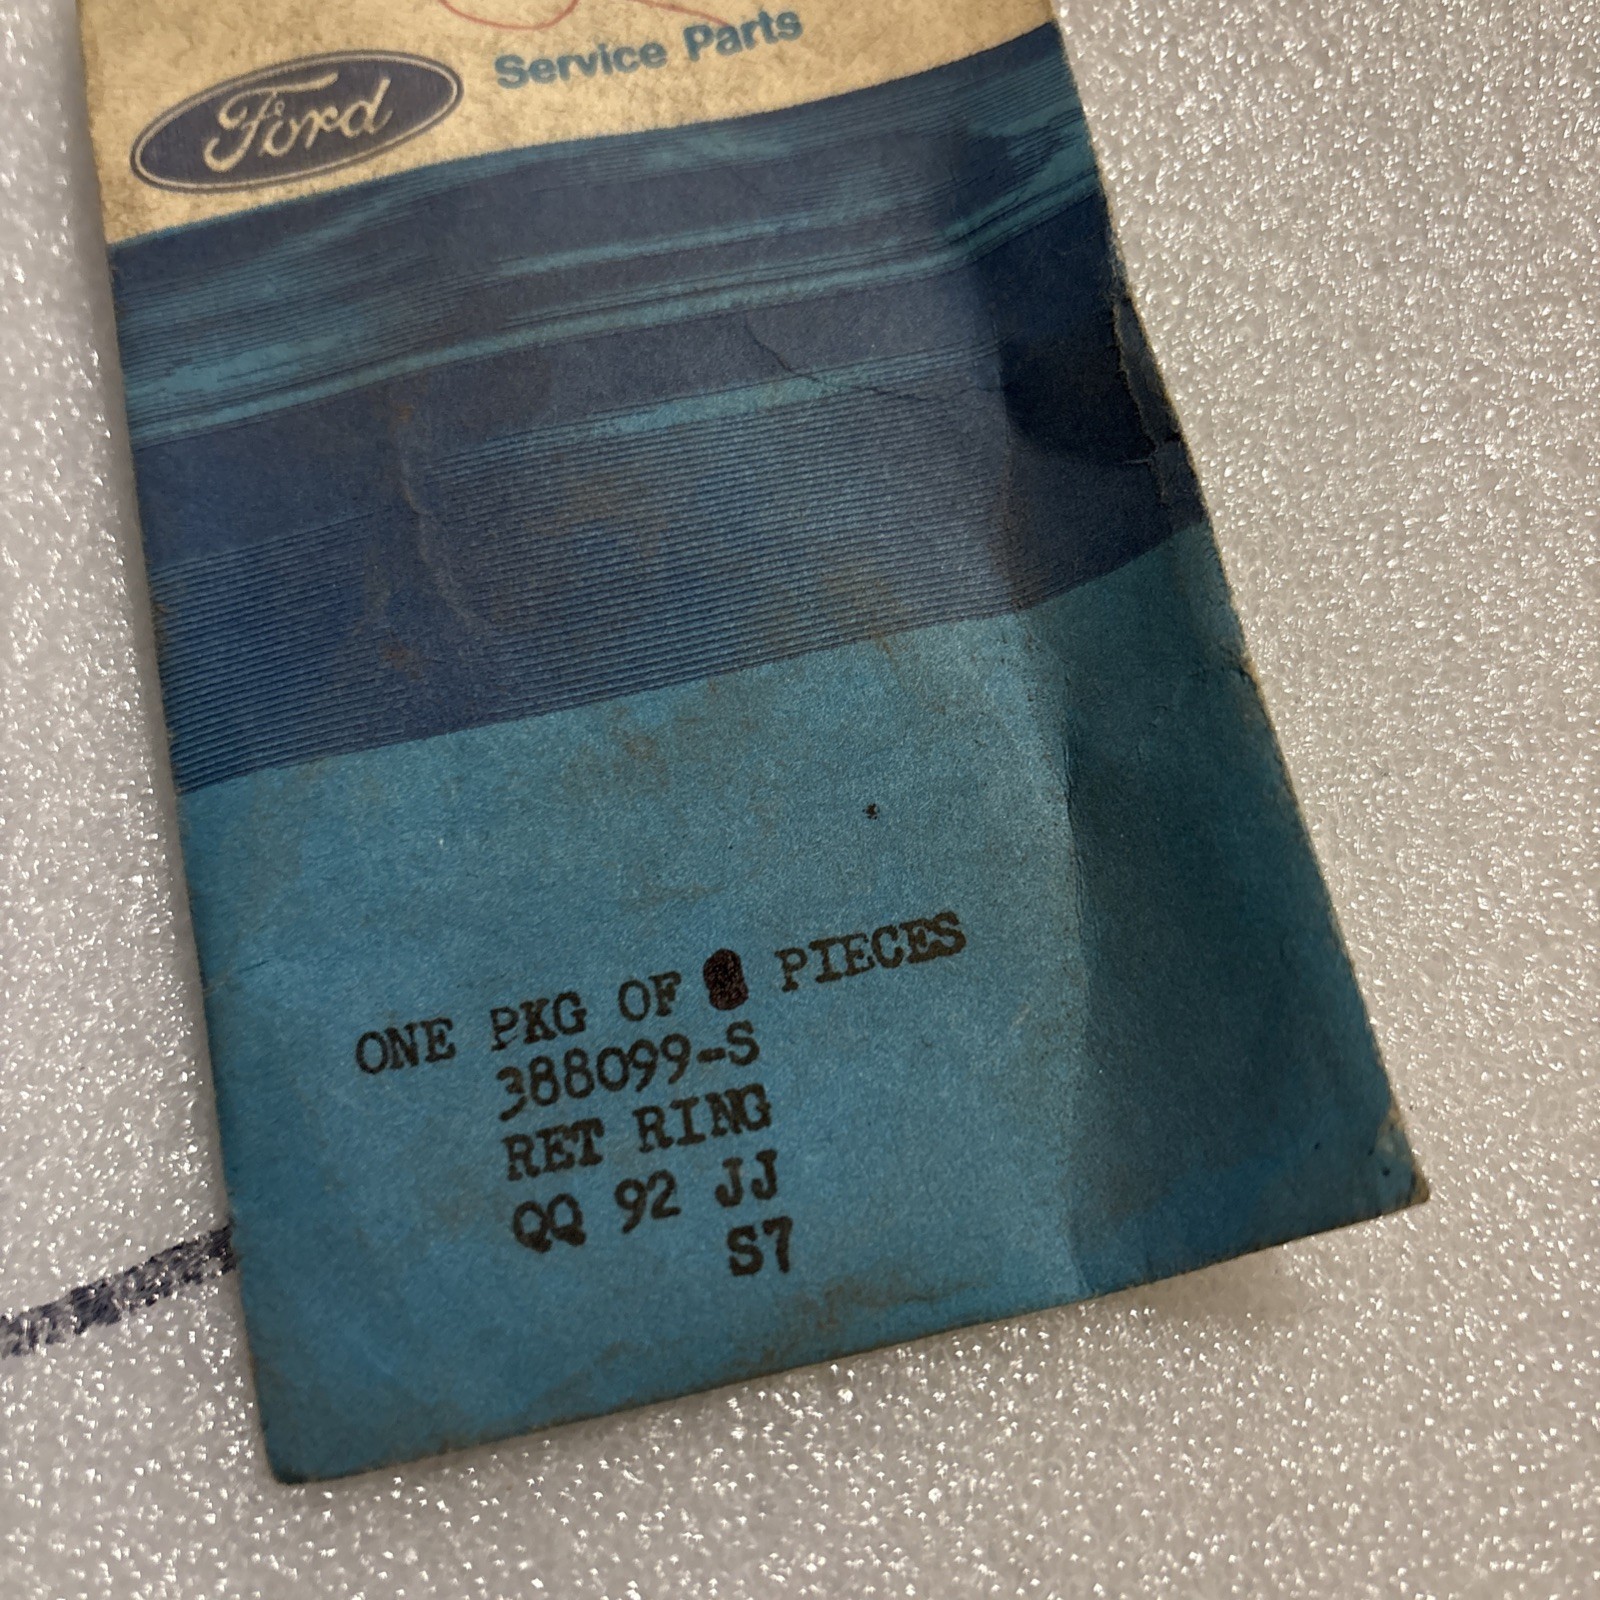 Service Parts
Ford
ONE PKG OF PIECES
388099-S
RET RING
QQ 92 JJ
S7